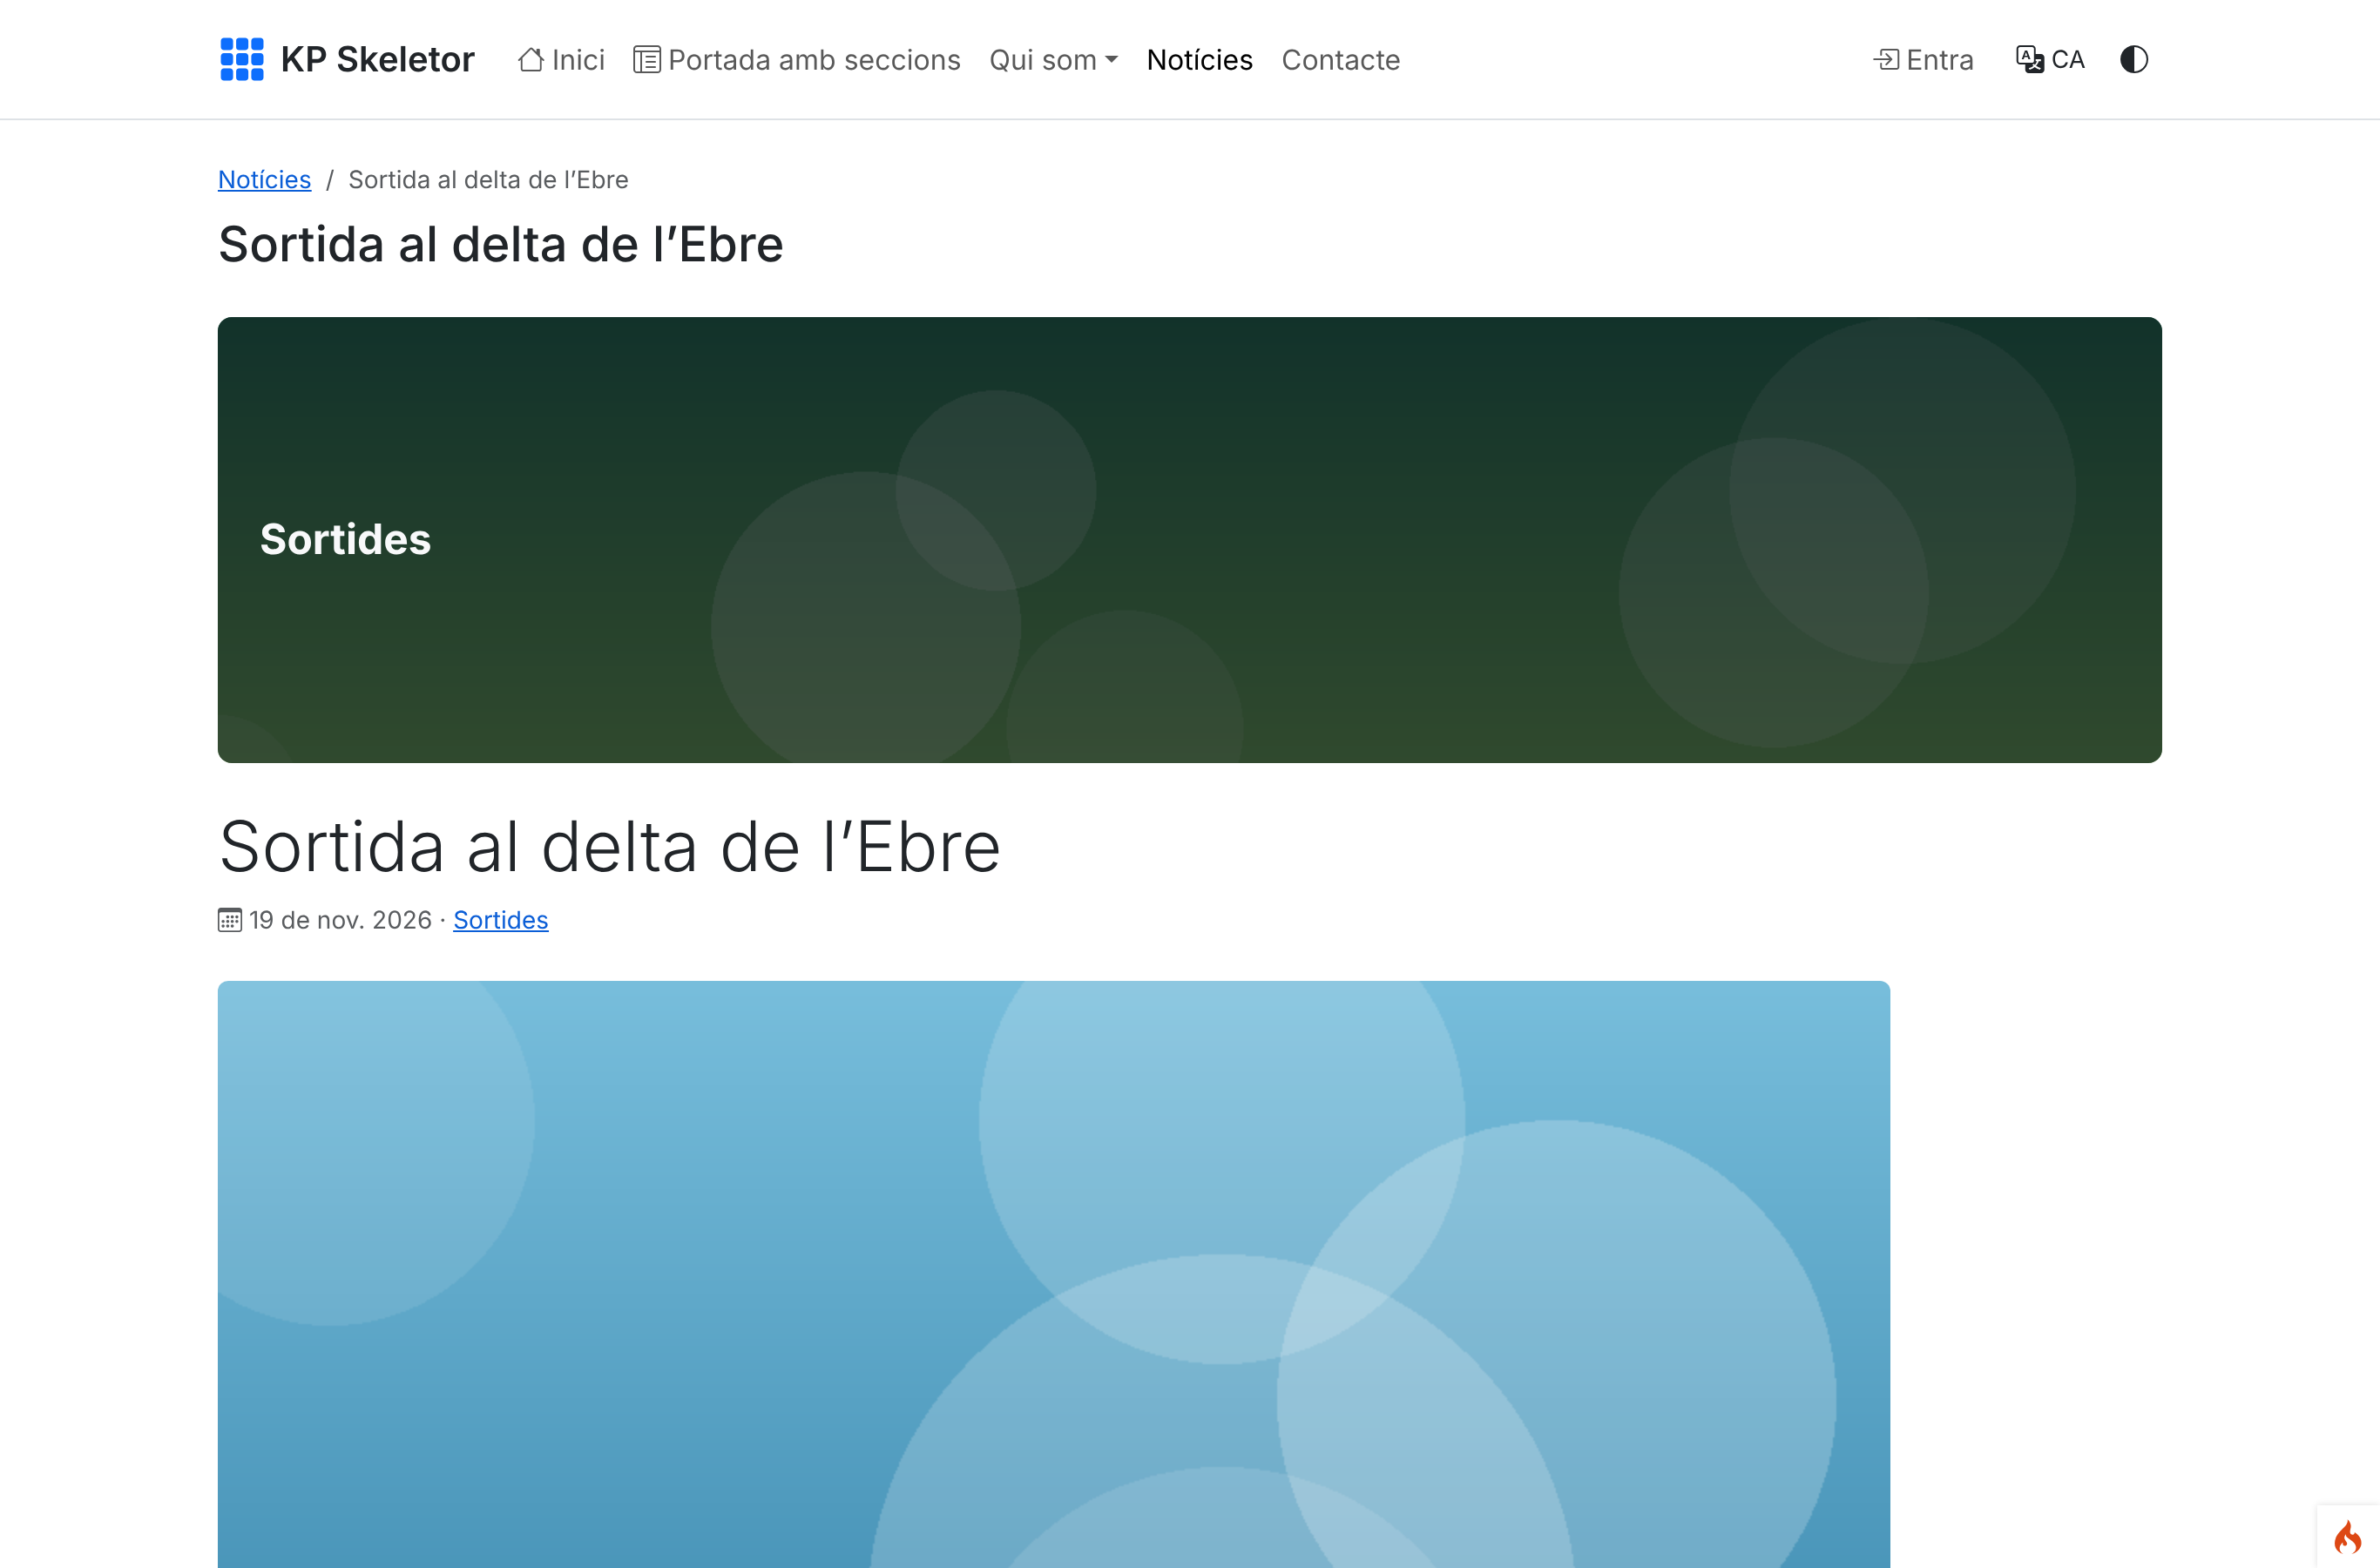 KP Skeletor Inici Portada amb seccions Qui som Notícies Contacte Entra CA
Notícies / Sortida al delta de l’Ebre
Sortida al delta de l’Ebre
Sortides
Sortida al delta de l’Ebre
19 de nov. 2026 · Sortides